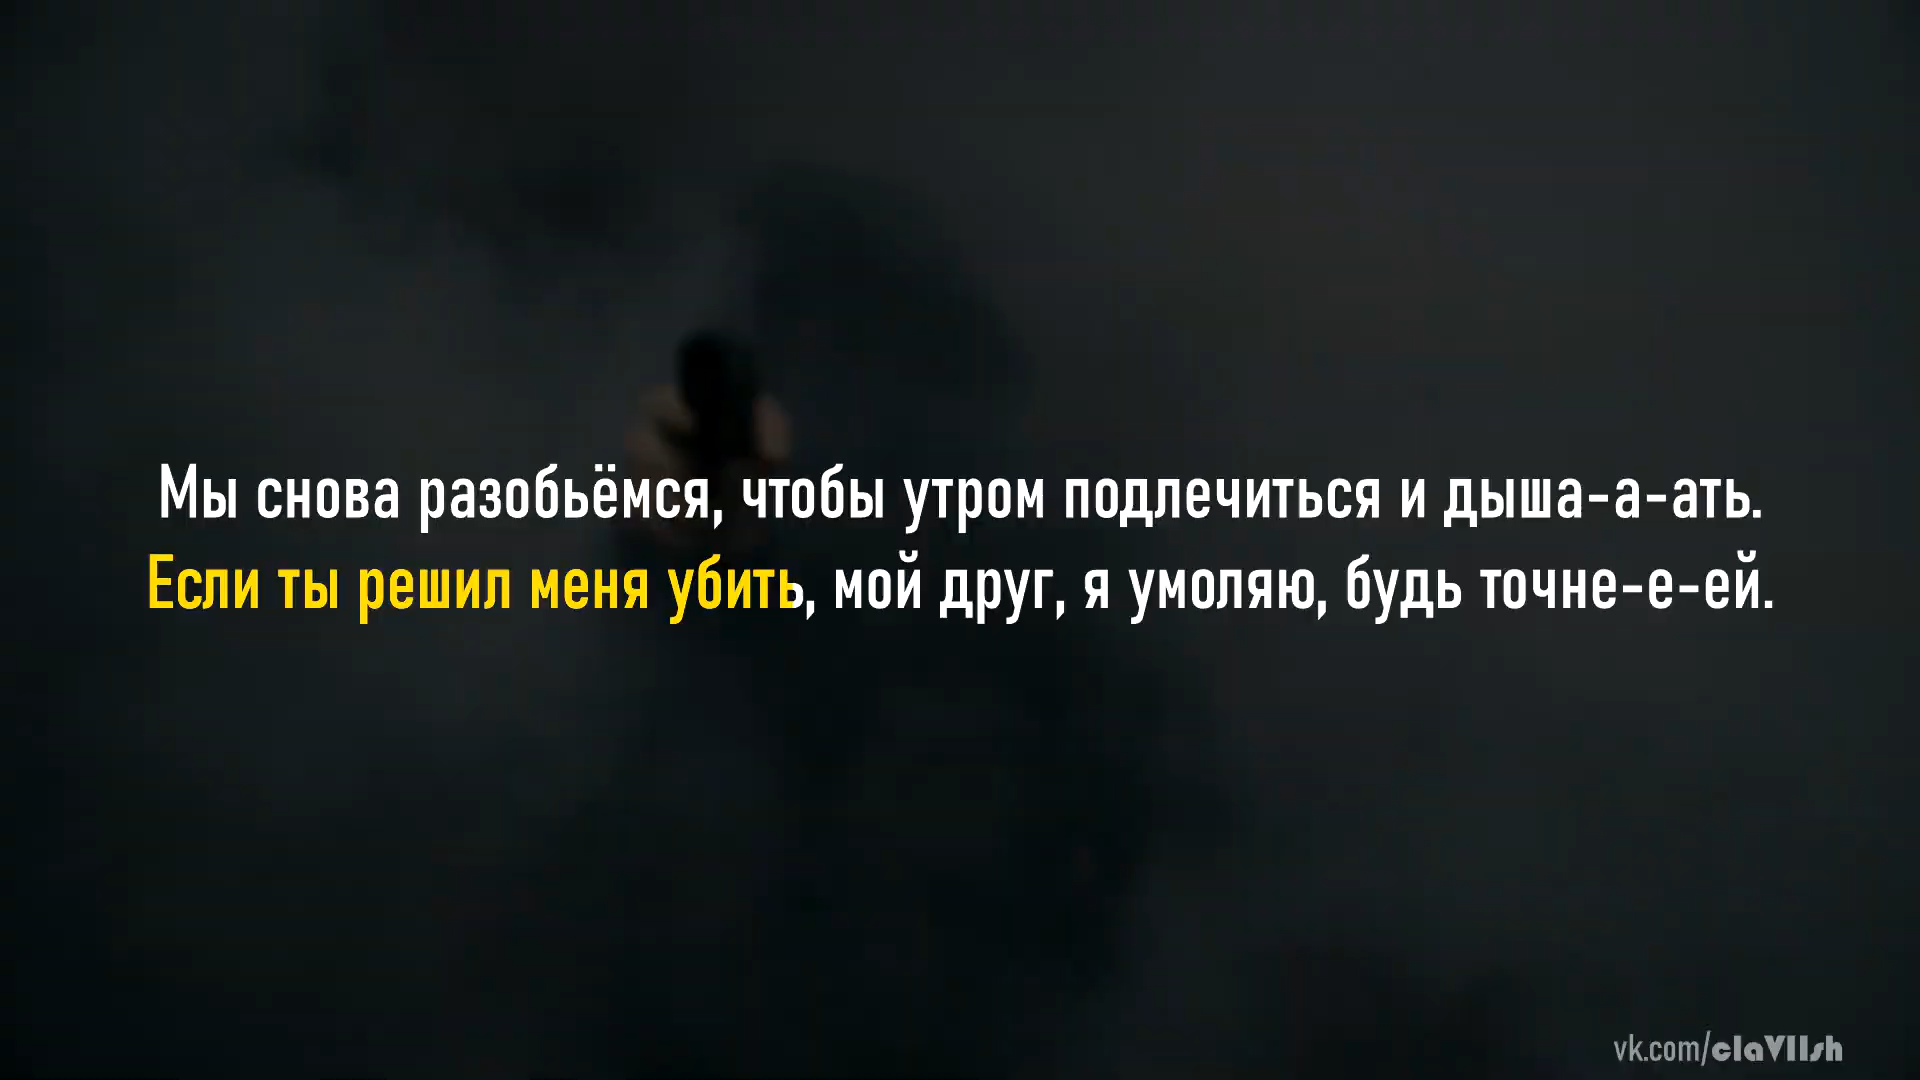 Мы снова разобьёмся, чтобы утром подлечиться и дыша-а-ать.
Если ты решил меня убить, мой друг, я умоляю, будь точне-е-ей.
vk.com/claVIIsh